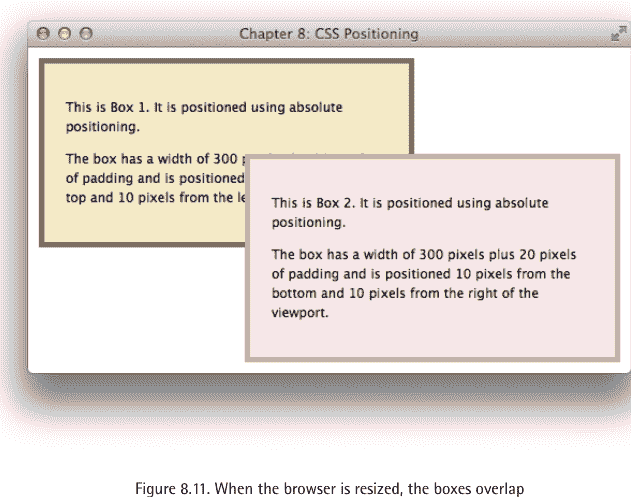 Chapter 8: CSS Positioning
This is Box 1. It is positioned using absolute
positioning.
The box has a width of 300
of padding and is positioned
top and 10 pixels from the
This is Box 2. It is positioned using absolute
positioning.
The box has a width of 300 pixels plus 20 pixels
of padding and is positioned 10 pixels from the
bottom and 10 pixels from the right of the
viewport.
Figure 8.11. When the browser is resized, the boxes overlap